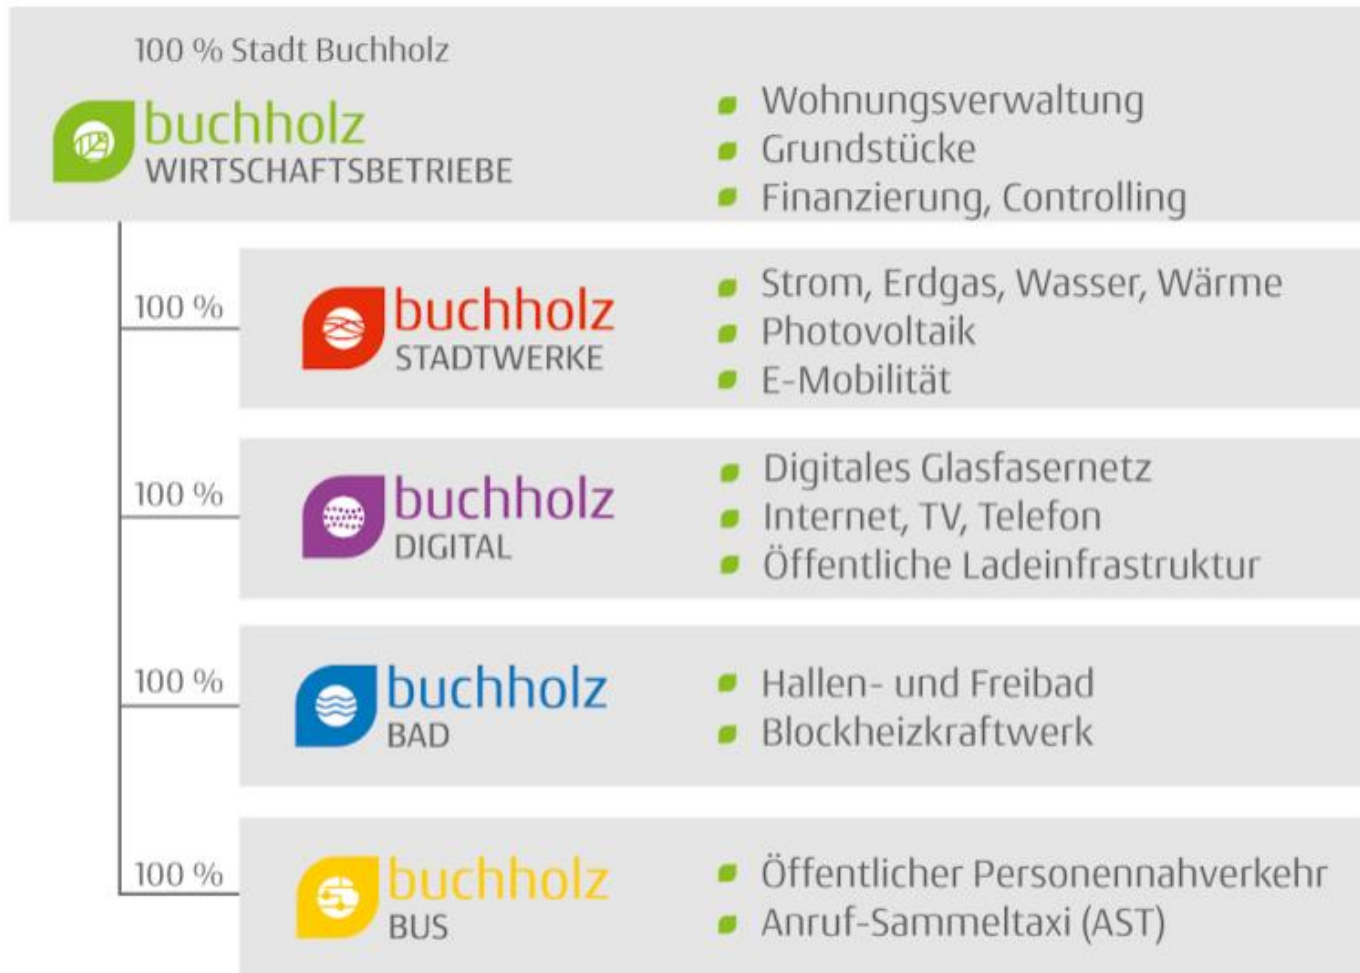 100 % Stadt Buchholz
buchholz
WIRTSCHAFTSBETRIEBE
Wohnungsverwaltung
Grundstücke
Finanzierung, Controlling
100 %
buchholz
STADTWERKE
Strom, Erdgas, Wasser, Wärme
Photovoltaik
E-Mobilität
100 %
buchholz
DIGITAL
Digitales Glasfasernetz
Internet, TV, Telefon
Öffentliche Ladeinfrastruktur
100 %
buchholz
BAD
Hallen- und Freibad
Blockheizkraftwerk
100 %
buchholz
BUS
Öffentlicher Personennahverkehr
Anruf-Sammeltaxi (AST)